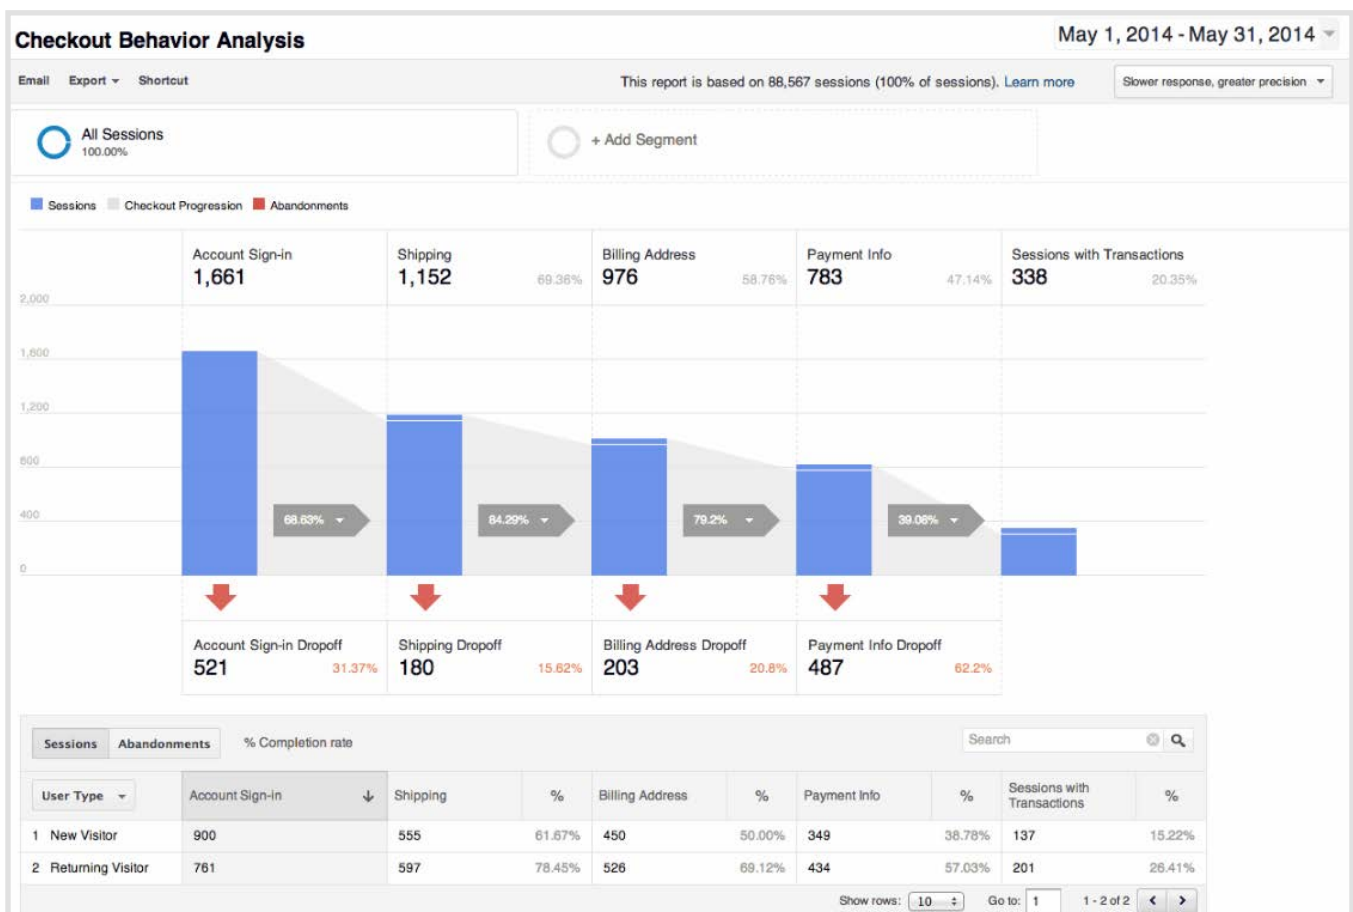 Checkout Behavior Analysis
May 1, 2014 - May 31, 2014
Email Export Shortcut
This report is based on 88,567 sessions (100% of sessions). Learn more
Slower response, greater precision
All Sessions
100.00%
+ Add Segment
Sessions Checkout Progression Abandonments
Account Sign-in Shipping Billing Address Payment Info Sessions with Transactions
1,661 1,152 69.36% 976 58.76% 783 47.14% 338 20.35%
2,000
1,600
1,200
800
400
0
68.63% 84.29% 79.2% 39.06%
Account Sign-in Dropoff Shipping Dropoff Billing Address Dropoff Payment Info Dropoff
521 31.37% 180 15.62% 203 20.8% 487 62.2%
Sessions Abandonments % Completion rate Search
User Type Account Sign-in Shipping % Billing Address % Payment Info % Sessions with
Transactions %
1 New Visitor 900 555 61.67% 450 50.00% 349 38.78% 137 15.22%
2 Returning Visitor 761 597 78.45% 526 69.12% 434 57.03% 201 26.41%
Show rows: 10 Go to: 1 1 - 2 of 2